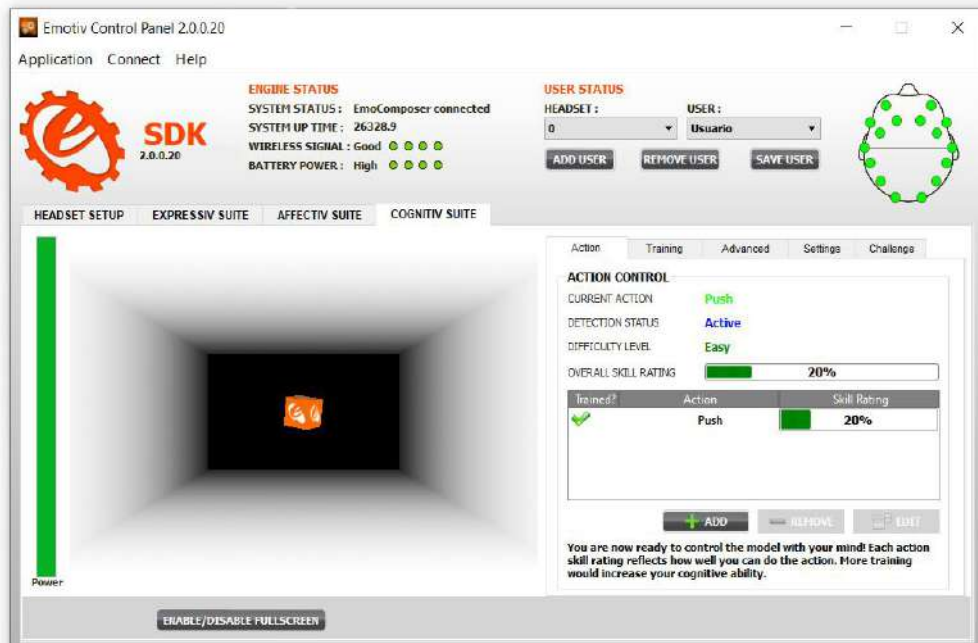 Emotiv Control Panel 2.0.0.20
Application Connect Help
SDK
2.0.0.20
ENGINE STATUS
SYSTEM STATUS : EmoComposer connected
SYSTEM UP TIME : 26328.9
WIRELESS SIGNAL : Good
BATTERY POWER : High
USER STATUS
HEADSET : USER :
0 Usuario
ADD USER REMOVE USER SAVE USER
HEADSET SETUP EXPRESSIV SUITE AFFECTIV SUITE COGNITIV SUITE
Power
ENABLE/DISABLE FULLSCREEN
Action Training Advanced Settings Challenge
ACTION CONTROL
CURRENT ACTION Push
DETECTION STATUS Active
DIFFICULTY LEVEL Easy
OVERALL SKILL RATING 20%
Trained? Action Skill Rating
Push 20%
ADD REMOVE EDIT
You are now ready to control the model with your mind! Each action
skill rating reflects how well you can do the action. More training
would increase your cognitive ability.